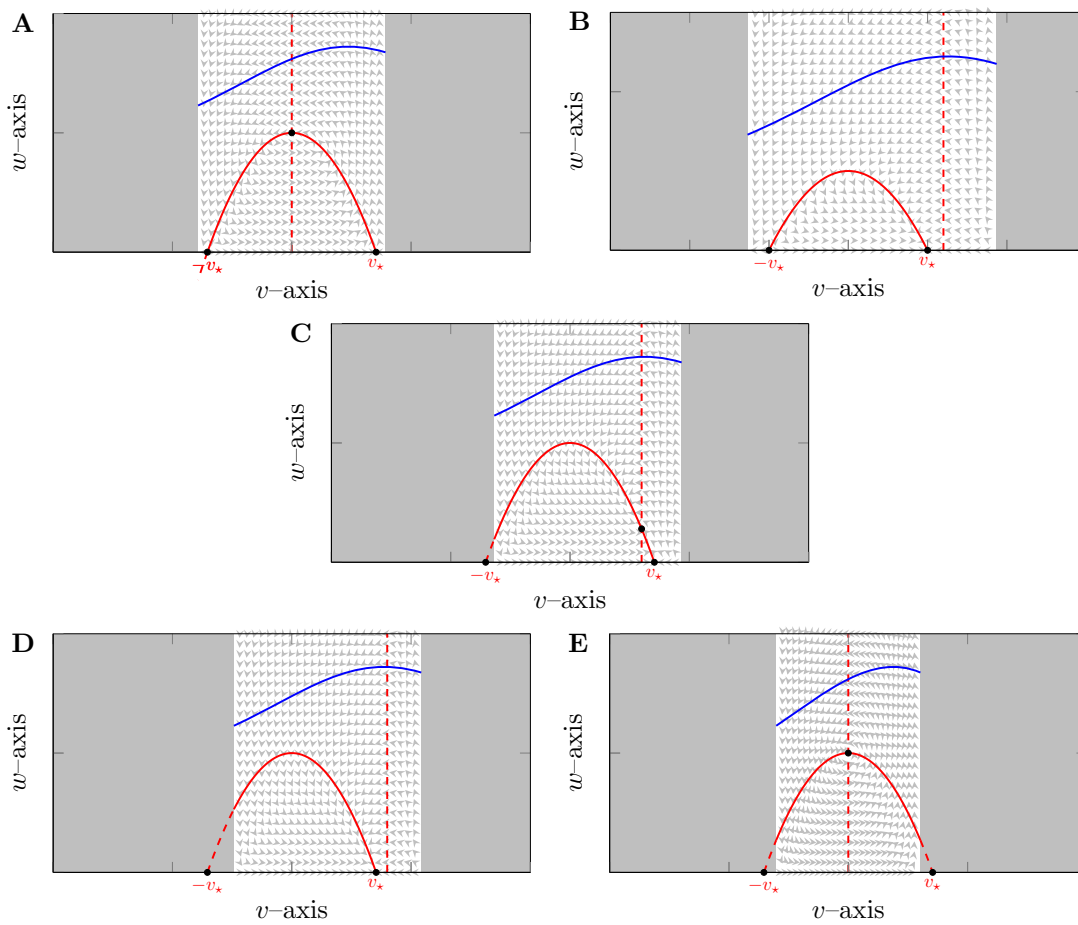 A
w–axis
−v⋆
v⋆
v–axis
B
w–axis
−v⋆
v⋆
v–axis
C
w–axis
−v⋆
v⋆
v–axis
D
w–axis
−v⋆
v⋆
v–axis
E
w–axis
−v⋆
v⋆
v–axis